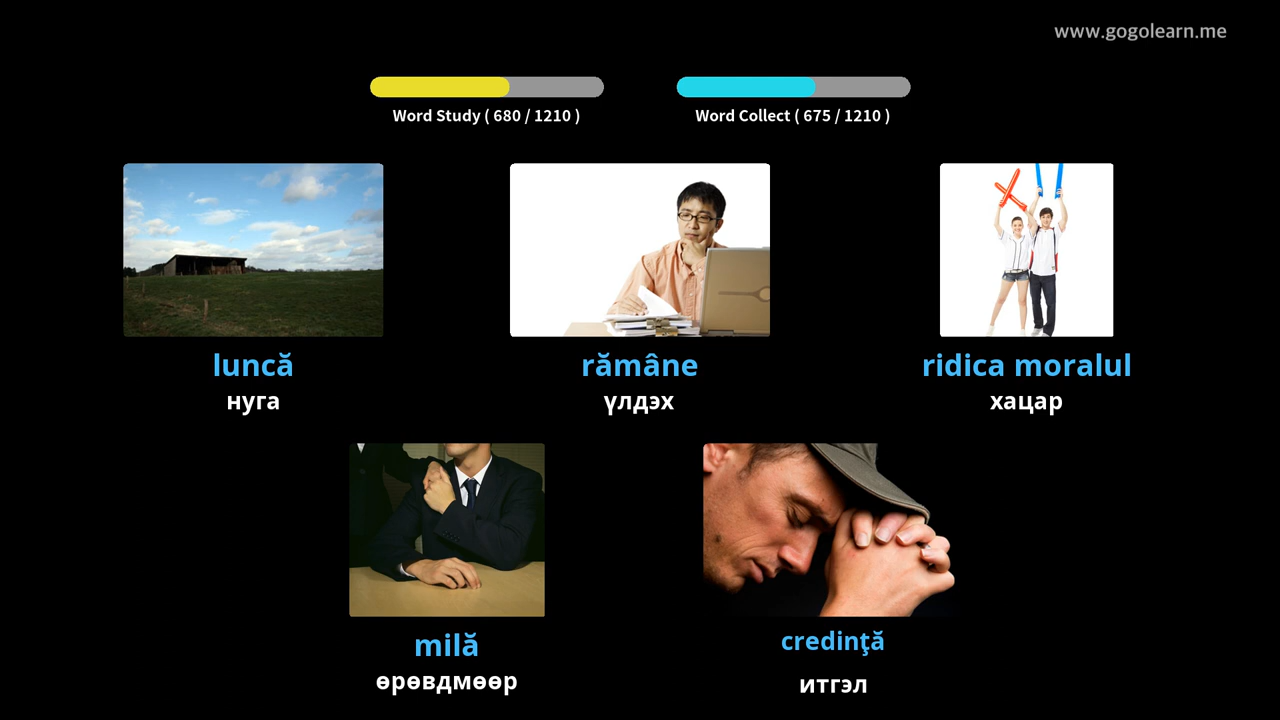 www.gogolearn.me
Word Study ( 680 / 1210 )
Word Collect ( 675 / 1210 )
luncă
нуга
rămâne
үлдэх
ridica moralul
хацар
milă
өрөвдмөөр
credinţă
итгэл